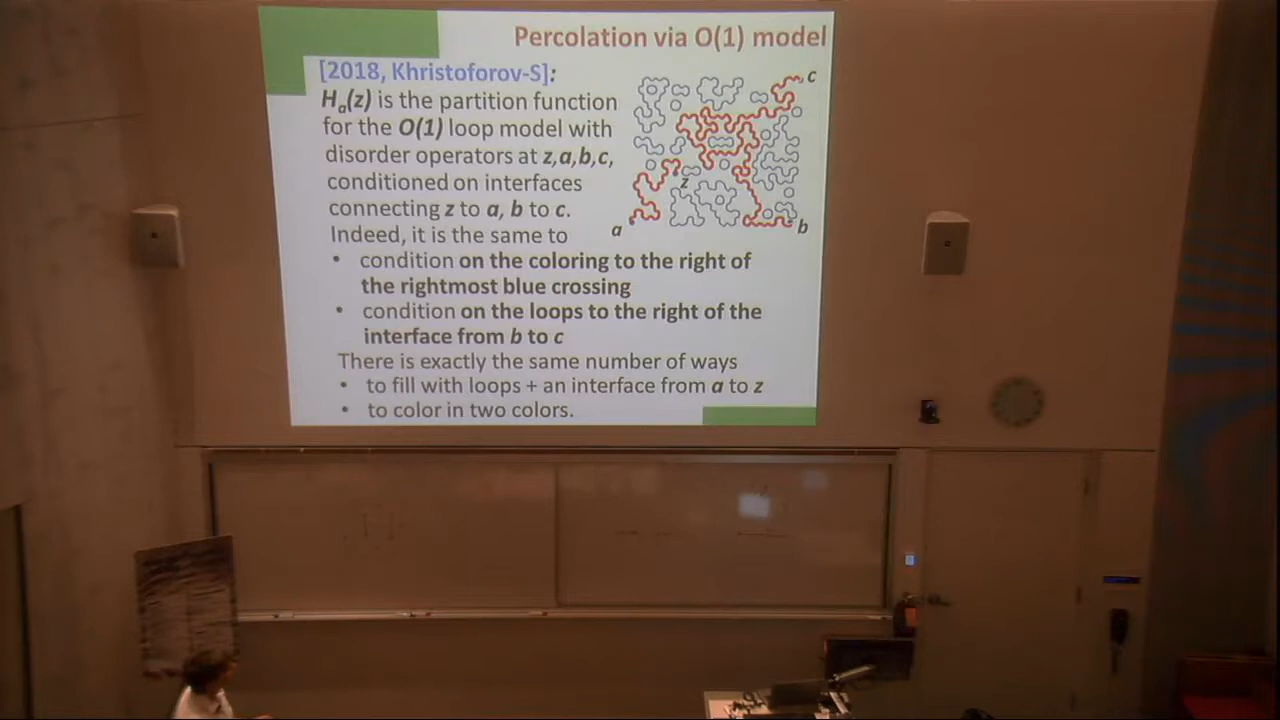 Percolation via O(1) model
[2018, Khristoforov-S]:
Hₐ(z) is the partition function
for the O(1) loop model with
disorder operators at z,a,b,c,
conditioned on interfaces
connecting z to a, b to c.
Indeed, it is the same to
• condition on the coloring to the right of
the rightmost blue crossing
• condition on the loops to the right of the
interface from b to c
There is exactly the same number of ways
• to fill with loops + an interface from a to z
• to color in two colors.
c
z
a
b